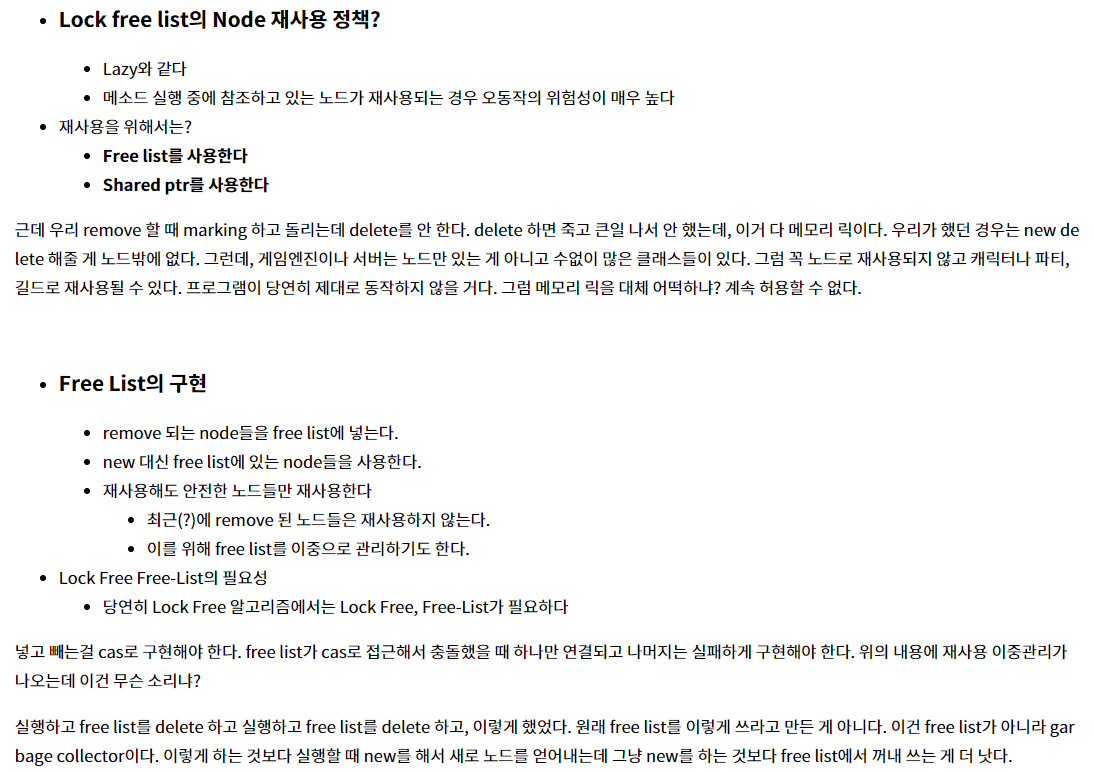 Lock free list의 Node 재사용 정책?
Lazy와 같다
메소드 실행 중에 참조하고 있는 노드가 재사용되는 경우 오동작의 위험성이 매우 높다
재사용을 위해서는?
Free list를 사용한다
Shared ptr를 사용한다
근데 우리 remove 할 때 marking 하고 돌리는데 delete를 안 한다. delete 하면 죽고 큰일 나서 안 했는데, 이거 다 메모리 릭이다. 우리가 했던 경우는 new de
lete 해줄 게 노드밖에 없다. 그런데, 게임엔진이나 서버는 노드만 있는 게 아니고 수없이 많은 클래스들이 있다. 그럼 꼭 노드로 재사용되지 않고 캐릭터나 파티,
길드로 재사용될 수 있다. 프로그램이 당연히 제대로 동작하지 않을 거다. 그럼 메모리 릭을 대체 어떡하냐? 계속 허용할 수 없다.
Free List의 구현
remove 되는 node들을 free list에 넣는다.
new 대신 free list에 있는 node들을 사용한다.
재사용해도 안전한 노드들만 재사용한다
최근(?)에 remove 된 노드들은 재사용하지 않는다.
이를 위해 free list를 이중으로 관리하기도 한다.
Lock Free Free-List의 필요성
당연히 Lock Free 알고리즘에서는 Lock Free, Free-List가 필요하다
넣고 빼는걸 cas로 구현해야 한다. free list가 cas로 접근해서 충돌했을 때 하나만 연결되고 나머지는 실패하게 구현해야 한다. 위의 내용에 재사용 이중관리가
나오는데 이건 무슨 소리냐?
실행하고 free list를 delete 하고 실행하고 free list를 delete 하고, 이렇게 했었다. 원래 free list를 이렇게 쓰라고 만든 게 아니다. 이건 free list가 아니라 gar
bage collector이다. 이렇게 하는 것보다 실행할 때 new를 해서 새로 노드를 얻어내는데 그냥 new를 하는 것보다 free list에서 꺼내 쓰는 게 더 낫다.